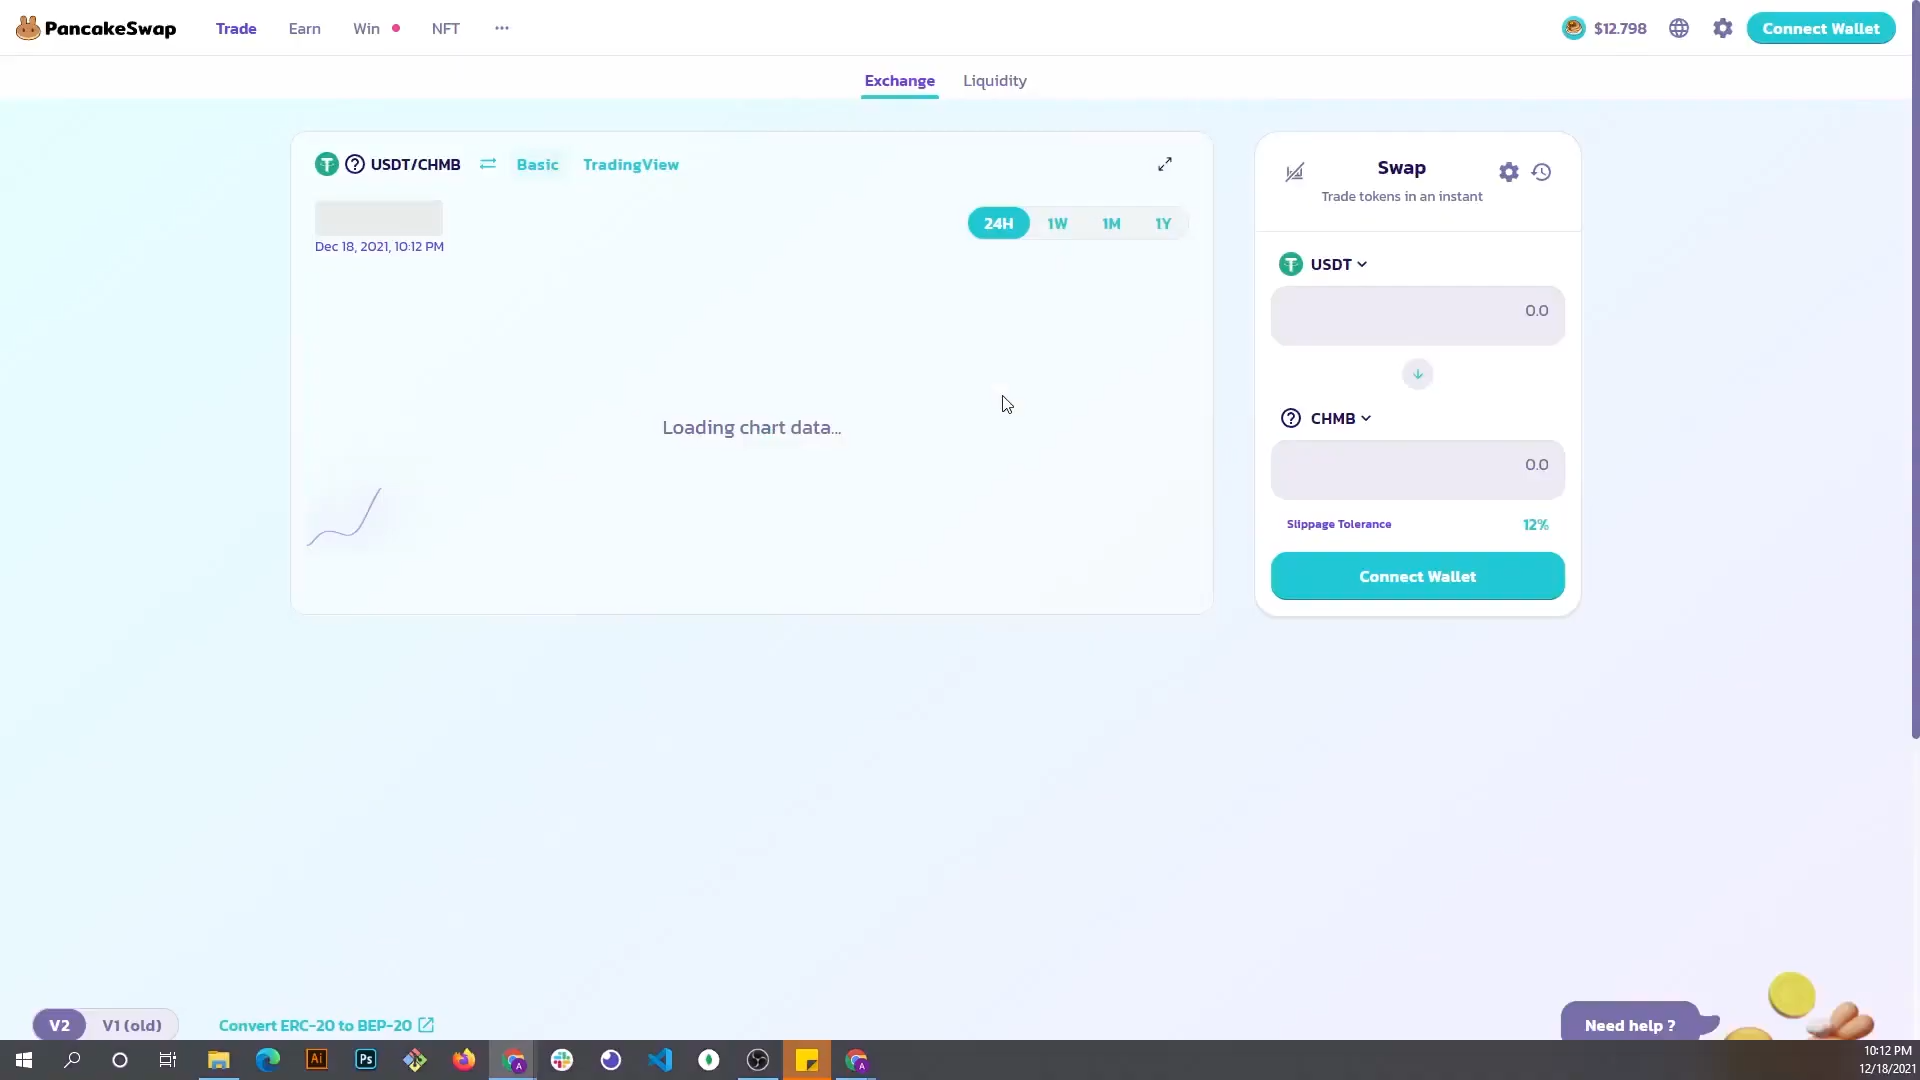 PancakeSwap
Trade
Earn
Win
NFT
$12.798
Connect Wallet
Exchange
Liquidity
USDT/CHMB
Basic
TradingView
Dec 18, 2021, 10:12 PM
24H
1W
1M
1Y
Loading chart data...
Swap
Trade tokens in an instant
USDT
0.0
CHMB
0.0
Slippage Tolerance
12%
Connect Wallet
V2
V1 (old)
Convert ERC-20 to BEP-20
Need help ?
Ai
Ps
A
A
10:12 PM
12/18/2021